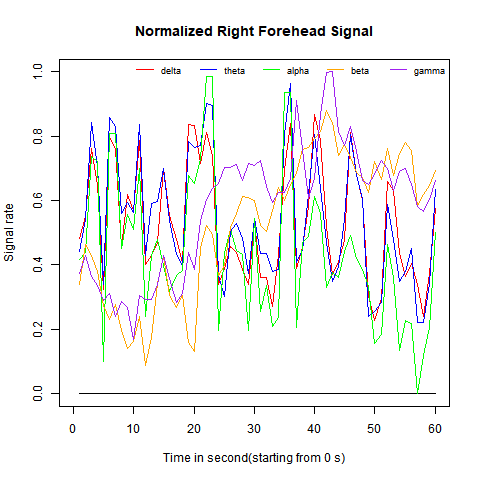 Normalized Right Forehead Signal
delta theta alpha beta gamma
Signal rate
0.0 0.2 0.4 0.6 0.8 1.0
0 10 20 30 40 50 60
Time in second(starting from 0 s)